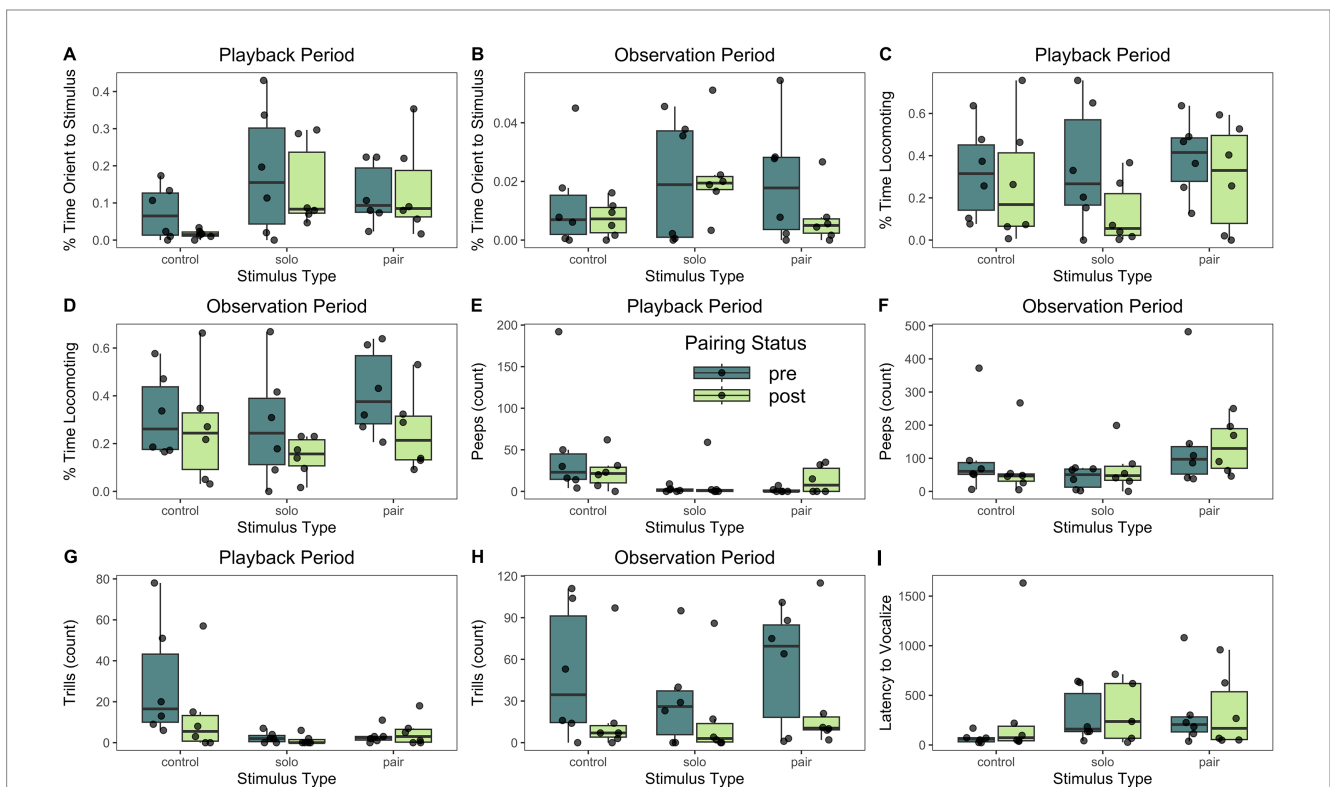 A Playback Period
% Time Orient to Stimulus
0.4
0.3
0.2
0.1
0.0
control solo pair
Stimulus Type
B Observation Period
% Time Orient to Stimulus
0.04
0.02
0.00
control solo pair
Stimulus Type
C Playback Period
% Time Locomoting
0.6
0.4
0.2
0.0
control solo pair
Stimulus Type
D Observation Period
% Time Locomoting
0.6
0.4
0.2
0.0
control solo pair
Stimulus Type
E Playback Period
Peeps (count)
200
150
100
50
0
Pairing Status
pre
post
control solo pair
Stimulus Type
F Observation Period
Peeps (count)
500
400
300
200
100
0
control solo pair
Stimulus Type
G Playback Period
Trills (count)
80
60
40
20
0
control solo pair
Stimulus Type
H Observation Period
Trills (count)
120
90
60
30
0
control solo pair
Stimulus Type
I
Latency to Vocalize
1500
1000
500
0
control solo pair
Stimulus Type